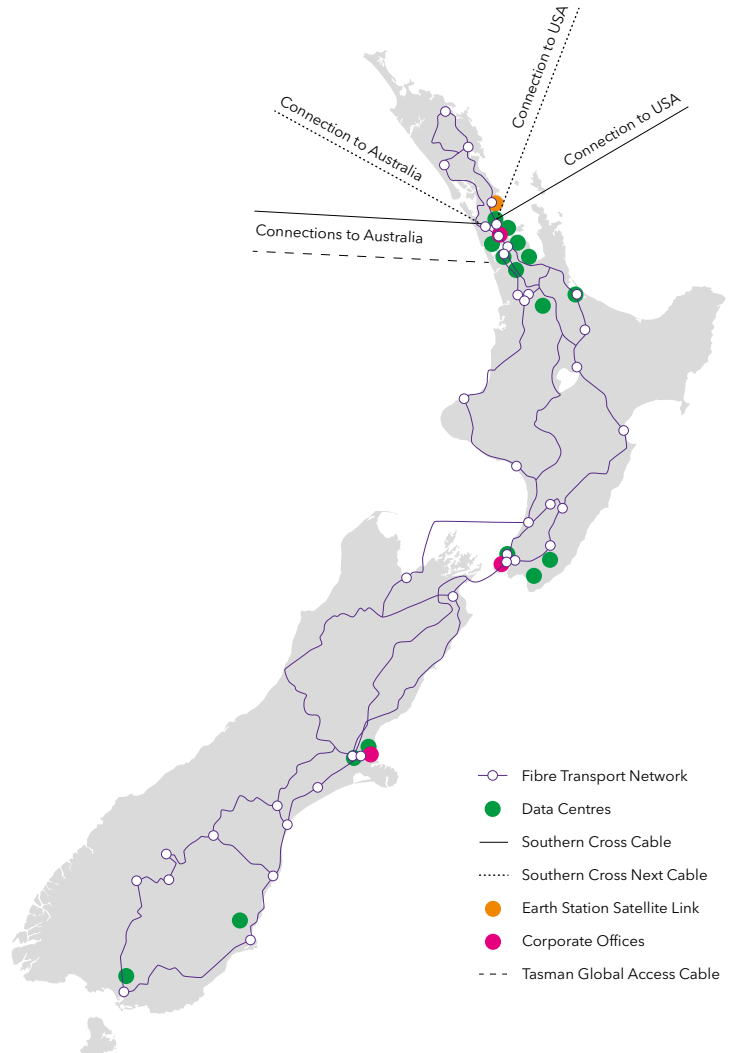 Connection to USA
Connection to USA
Connection to Australia
Connections to Australia
Fibre Transport Network
Data Centres
Southern Cross Cable
Southern Cross Next Cable
Earth Station Satellite Link
Corporate Offices
Tasman Global Access Cable